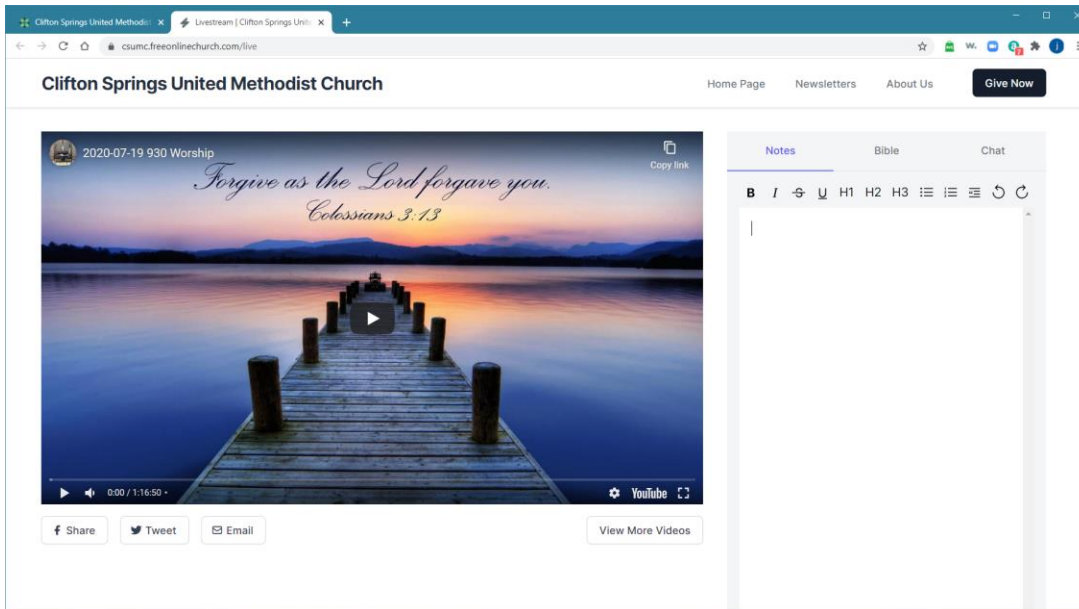 Clifton Springs United Methodist
Livestream | Clifton Springs Unit
csumc.freeonlinechurch.com/live
w.
2
J
Clifton Springs United Methodist Church
Home Page
Newsletters
About Us
Give Now
2020-07-19 930 Worship
Copy link
Forgive as the Lord forgave you.
Colossians 3:13
0:00 / 1:16:50 •
YouTube
Share
Tweet
Email
View More Videos
Notes
Bible
Chat
B I S U H1 H2 H3